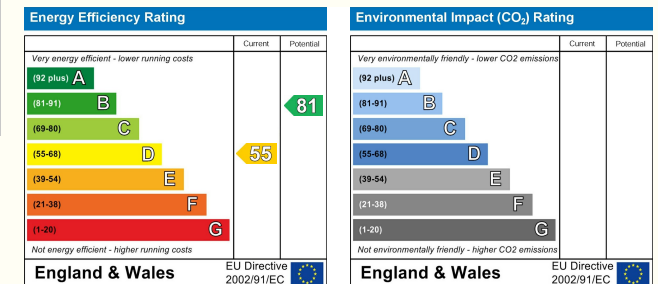 Energy Efficiency Rating
Current Potential
Very energy efficient - lower running costs
(92 plus) A
(81-91) B
81
(69-80) C
(55-68) D
55
(39-54) E
(21-38) F
(1-20) G
Not energy efficient - higher running costs
England & Wales
EU Directive
2002/91/EC
Environmental Impact (CO₂) Rating
Current Potential
Very environmentally friendly - lower CO2 emissions
(92 plus) A
(81-91) B
(69-80) C
(55-68) D
(39-54) E
(21-38) F
(1-20) G
Not environmentally friendly - higher CO2 emissions
England & Wales
EU Directive
2002/91/EC